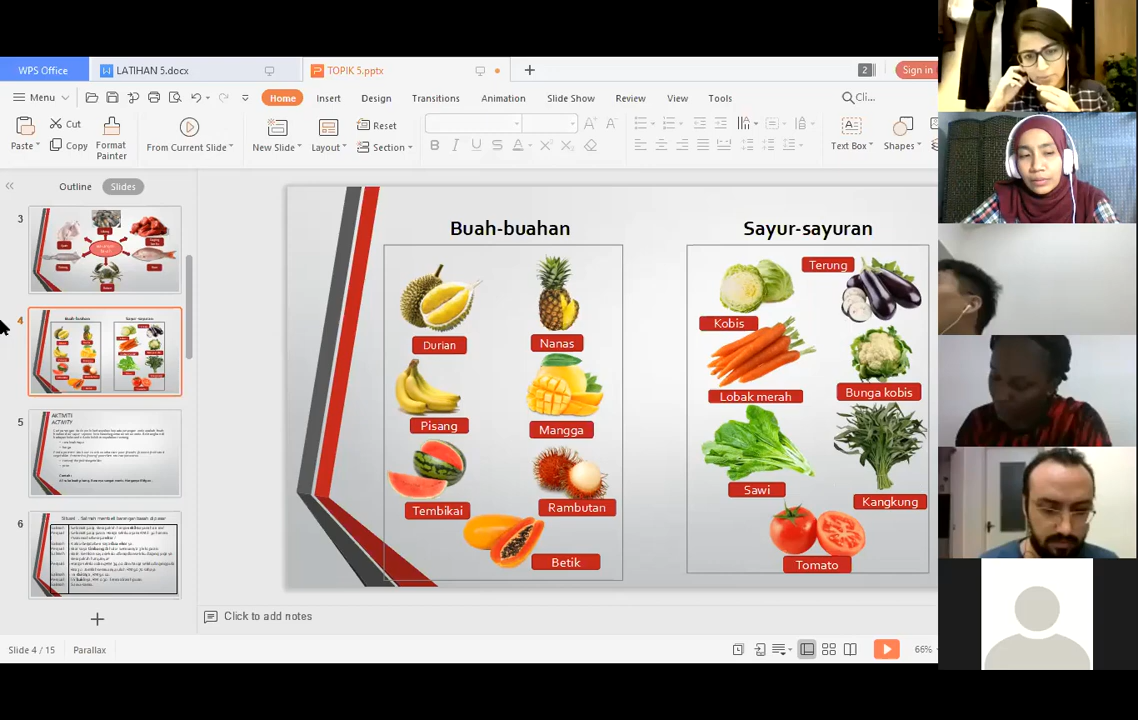 WPS Office
LATIHAN 5.docx
TOPIK 5.pptx
2
Sign in
Menu
Home
Insert
Design
Transitions
Animation
Slide Show
Review
View
Tools
Cli...
Paste
Cut
Copy
Format
Painter
From Current Slide
New Slide
Layout
Reset
Section
B I U S A
Text Box
Shapes
Outline
Slides
3
4
5
AKTIVITI
ACTIVITY
6
Buah-buahan
Durian
Nanas
Pisang
Mangga
Tembikai
Rambutan
Betik
Sayur-sayuran
Terung
Kobis
Lobak merah
Bunga kobis
Sawi
Kangkung
Tomato
Click to add notes
Slide 4 / 15
Parallax
66%